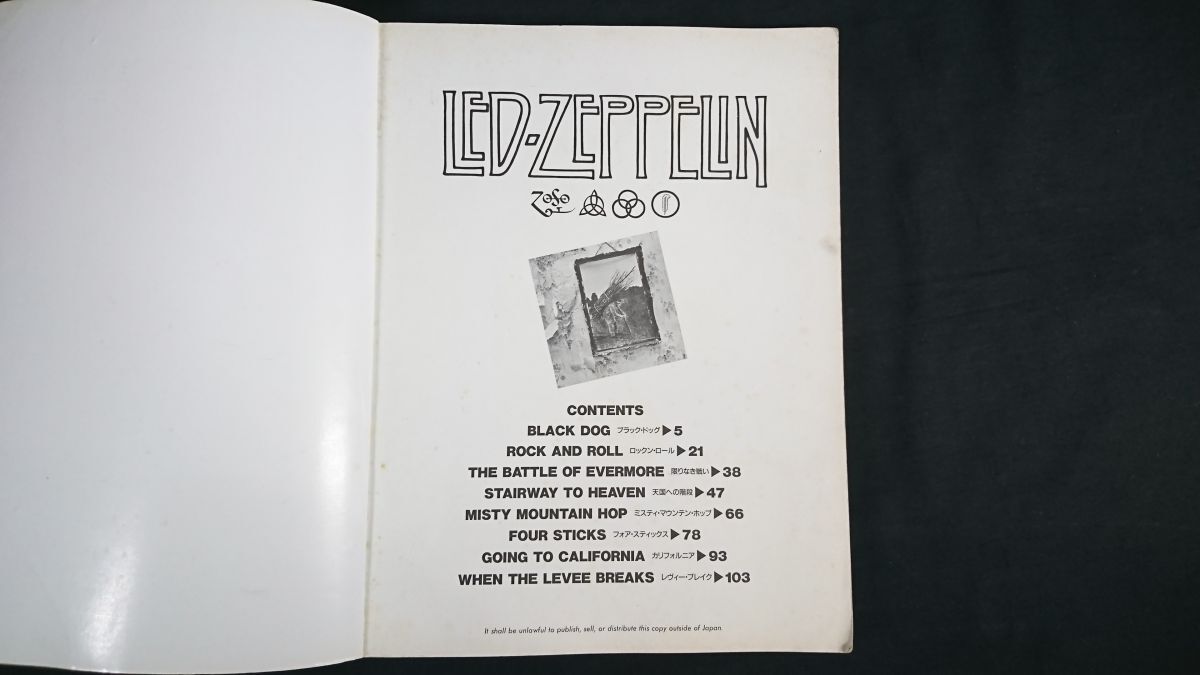 LED-ZEPPELIN
ZoSo
CONTENTS
BLACK DOG ブラック・ドッグ▶5
ROCK AND ROLL ロックン・ロール▶21
THE BATTLE OF EVERMORE 限りなき戦い▶38
STAIRWAY TO HEAVEN 天国への階段▶47
MISTY MOUNTAIN HOP ミスティ・マウンテン・ホップ▶66
FOUR STICKS フォア・スティックス▶78
GOING TO CALIFORNIA カリフォルニア▶93
WHEN THE LEVEE BREAKS レヴィー・ブレイク▶103
It shall be unlawful to publish, sell, or distribute this copy outside of Japan.